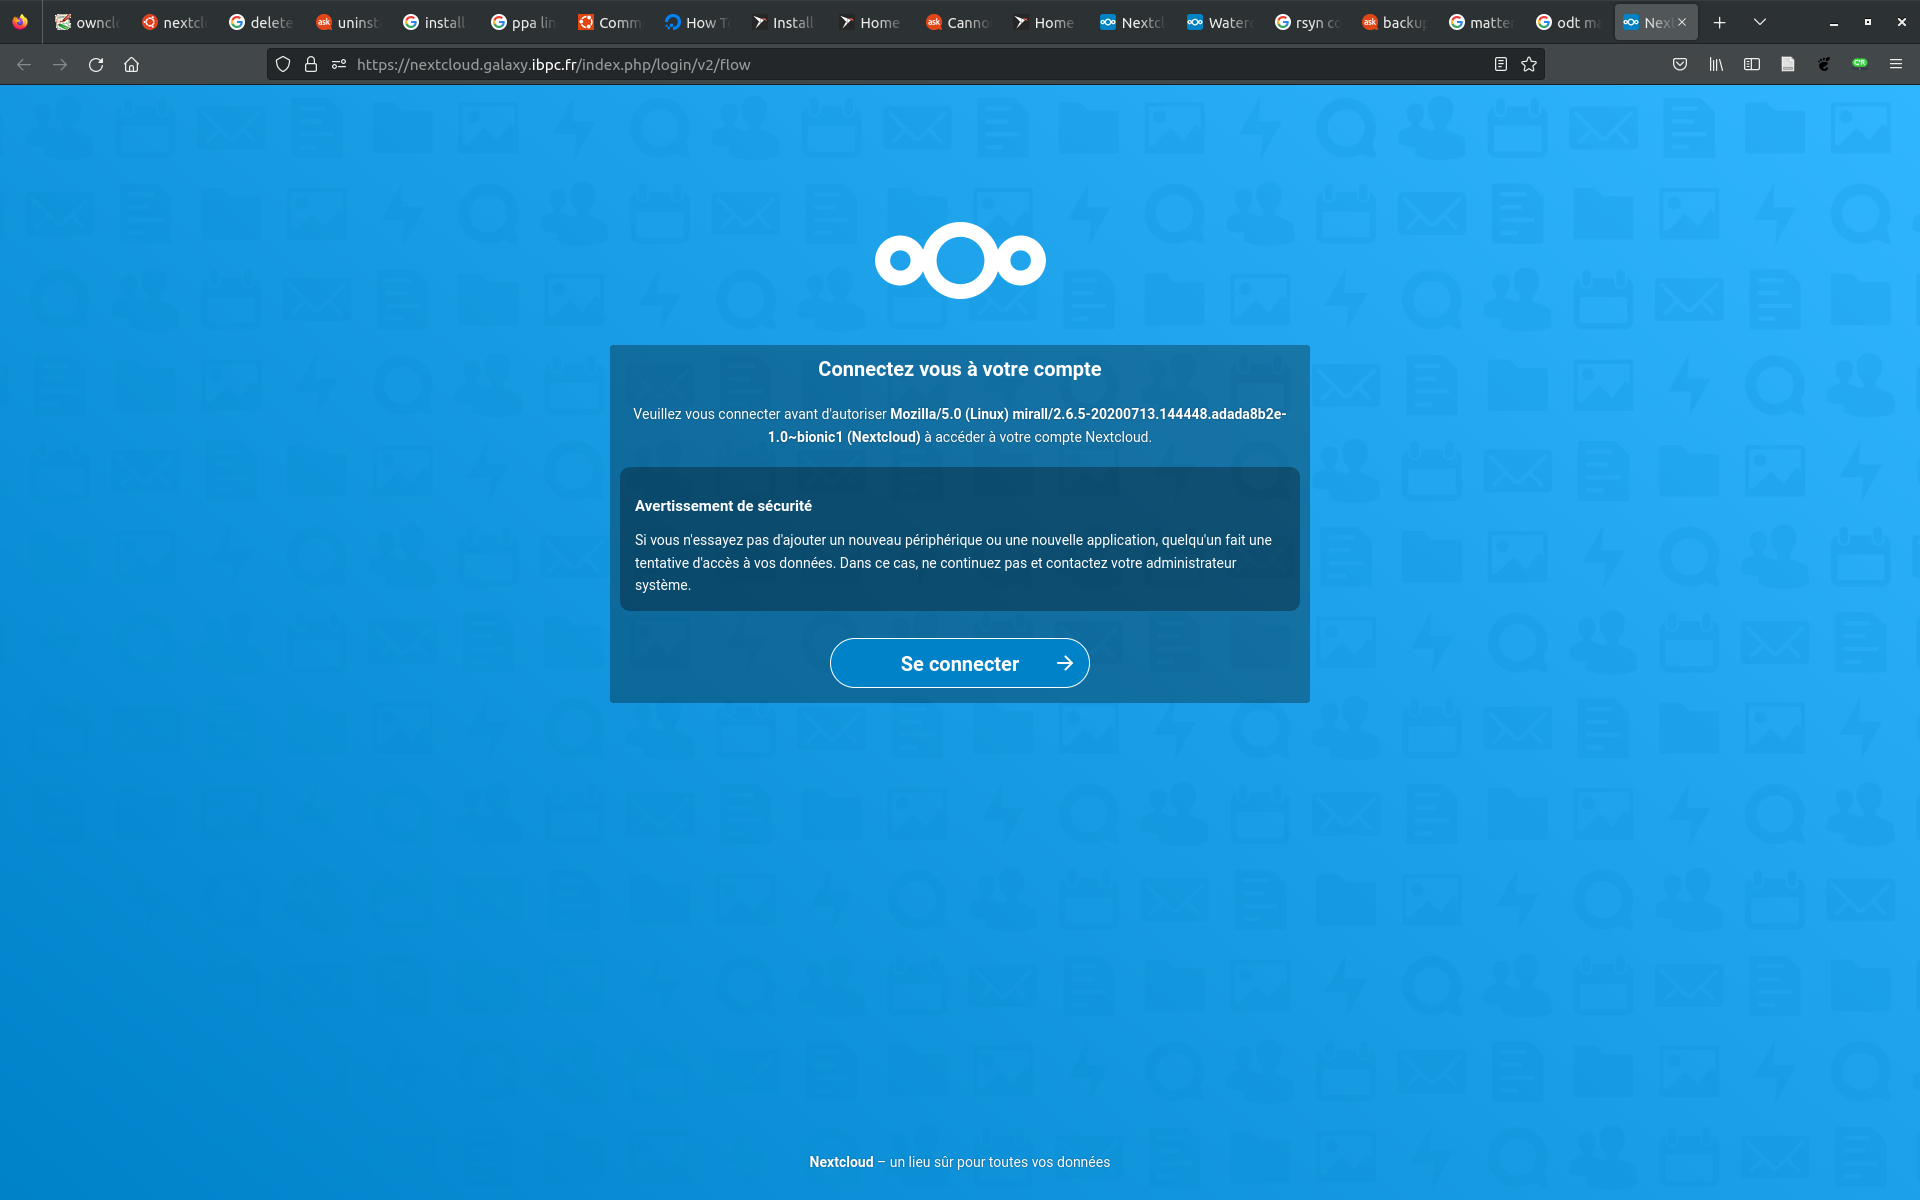 owncl
nextcl
delete
uninst
install
ppa lin
Comm
How T
Install
Home
Canno
Home
Nextcl
Water
rsyn co
backu
matter
odt ma
Nex
https://nextcloud.galaxy.ibpc.fr/index.php/login/v2/flow
Connectez vous à votre compte
Veuillez vous connecter avant d'autoriser Mozilla/5.0 (Linux) mirall/2.6.5-20200713.144448.adada8b2e-
1.0~bionic1 (Nextcloud) à accéder à votre compte Nextcloud.
Avertissement de sécurité
Si vous n'essayez pas d'ajouter un nouveau périphérique ou une nouvelle application, quelqu'un fait une
tentative d'accès à vos données. Dans ce cas, ne continuez pas et contactez votre administrateur
système.
Se connecter
Nextcloud – un lieu sûr pour toutes vos données